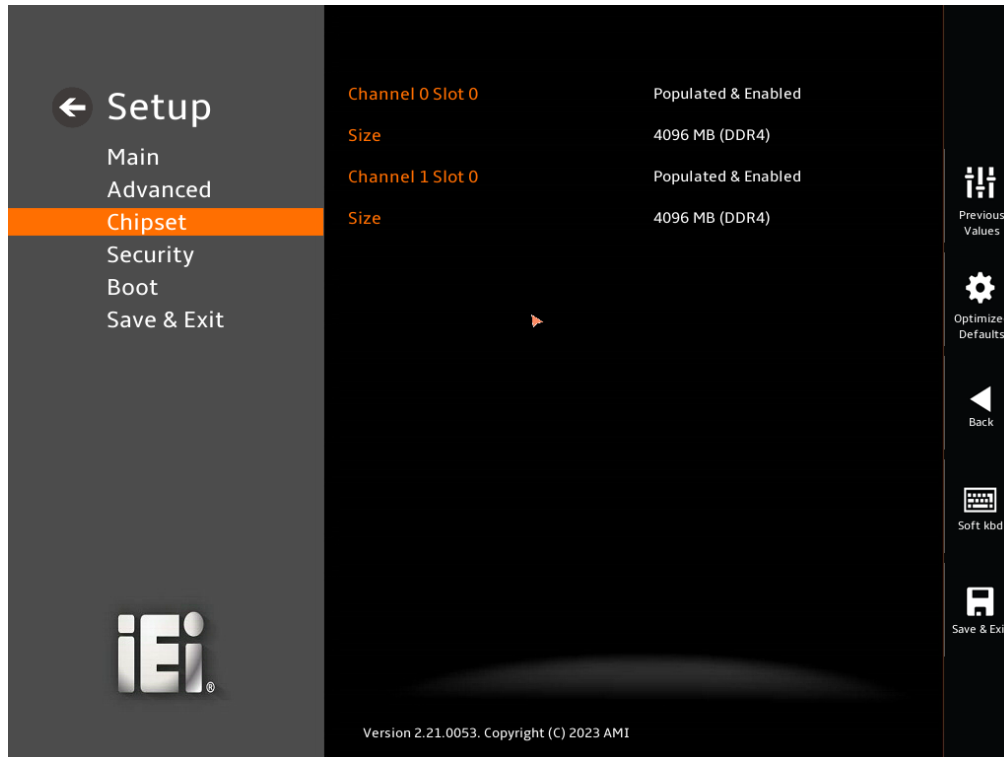 Setup
Main
Advanced
Chipset
Security
Boot
Save & Exit
Channel 0 Slot 0 Populated & Enabled
Size 4096 MB (DDR4)
Channel 1 Slot 0 Populated & Enabled
Size 4096 MB (DDR4)
Previous
Values
Optimize
Defaults
Back
Soft kbd
Save & Exi
iEi®
Version 2.21.0053. Copyright (C) 2023 AMI